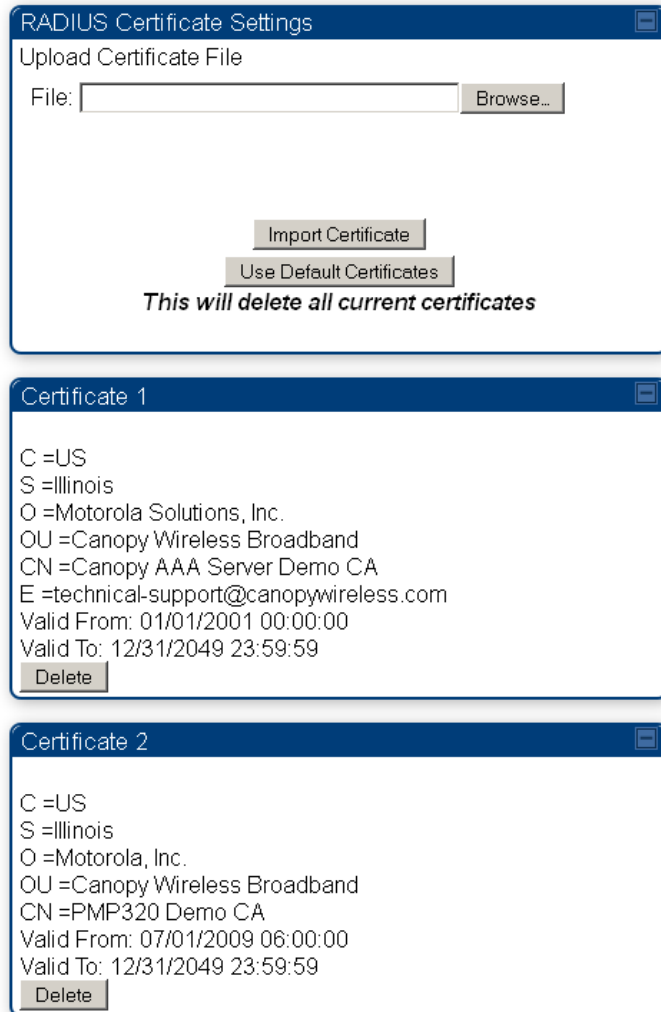 RADIUS Certificate Settings
Upload Certificate File
File: Browse...
Import Certificate
Use Default Certificates
This will delete all current certificates
Certificate 1
C =US
S =Illinois
O =Motorola Solutions, Inc.
OU =Canopy Wireless Broadband
CN =Canopy AAA Server Demo CA
E =technical-support@canopywireless.com
Valid From: 01/01/2001 00:00:00
Valid To: 12/31/2049 23:59:59
Delete
Certificate 2
C =US
S =Illinois
O =Motorola, Inc.
OU =Canopy Wireless Broadband
CN =PMP320 Demo CA
Valid From: 07/01/2009 06:00:00
Valid To: 12/31/2049 23:59:59
Delete